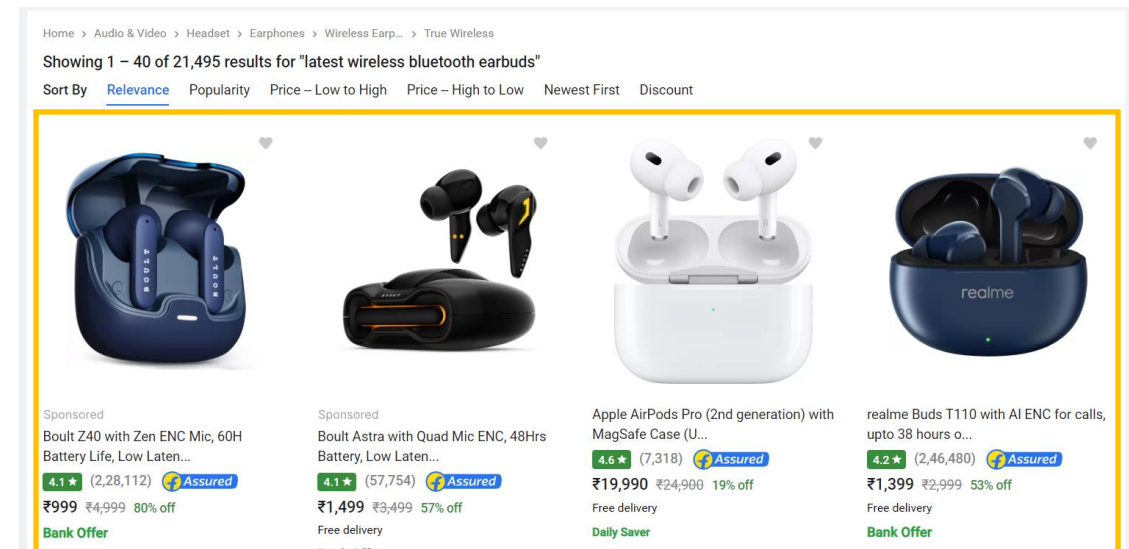 Home > Audio & Video > Headset > Earphones > Wireless Earp... > True Wireless
Showing 1 – 40 of 21,495 results for "latest wireless bluetooth earbuds"
Sort By Relevance Popularity Price -- Low to High Price -- High to Low Newest First Discount
BOULT BOULT
L R
realme
Sponsored
Boult Z40 with Zen ENC Mic, 60H
Battery Life, Low Laten...
4.1★ (2,28,112) Assured
₹999 ₹4,999 80% off
Bank Offer
Sponsored
Boult Astra with Quad Mic ENC, 48Hrs
Battery, Low Laten...
4.1★ (57,754) Assured
₹1,499 ₹3,499 57% off
Free delivery
Apple AirPods Pro (2nd generation) with
MagSafe Case (U...
4.6★ (7,318) Assured
₹19,990 ₹24,900 19% off
Free delivery
Daily Saver
realme Buds T110 with AI ENC for calls,
upto 38 hours o...
4.2★ (2,46,480) Assured
₹1,399 ₹2,999 53% off
Free delivery
Bank Offer